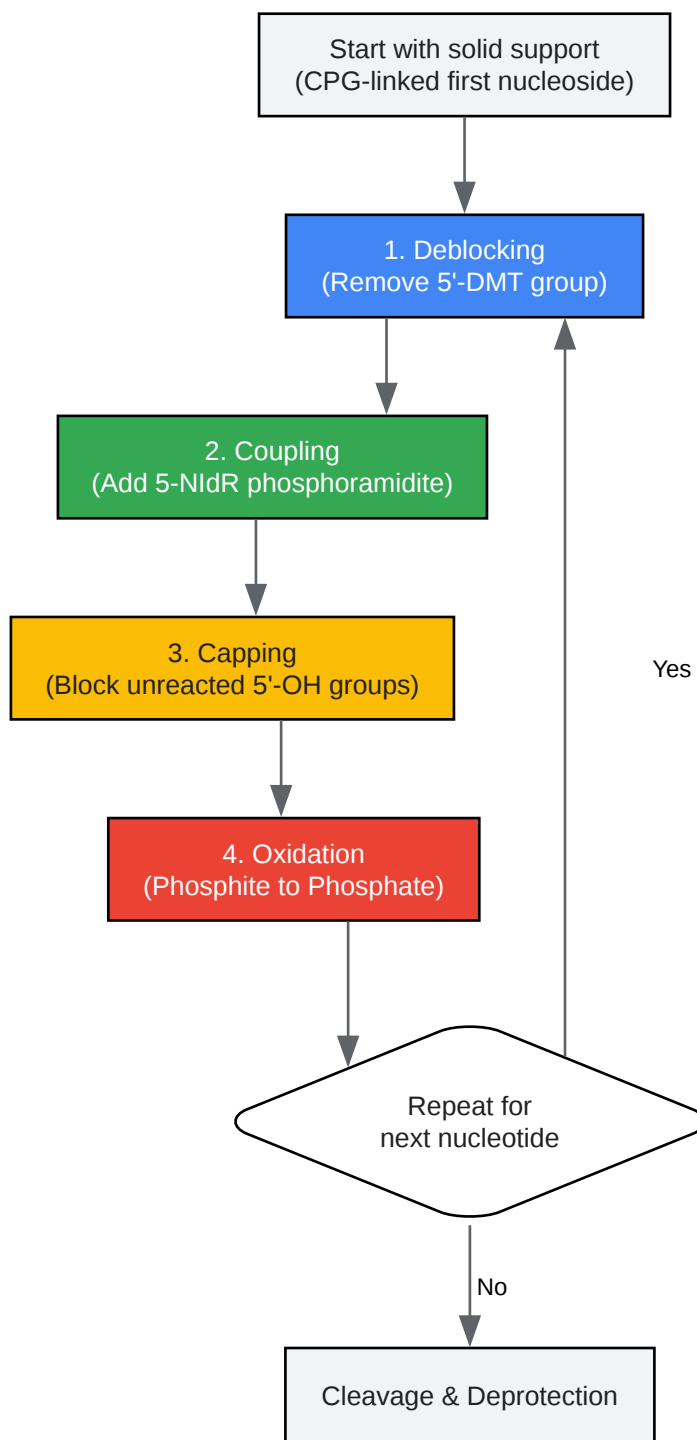 Start with solid support
(CPG-linked first nucleoside)
1. Deblocking
(Remove 5'-DMT group)
2. Coupling
(Add 5-NIdR phosphoramidite)
3. Capping
(Block unreacted 5'-OH groups)
Yes
4. Oxidation
(Phosphite to Phosphate)
Repeat for
next nucleotide
No
Cleavage & Deprotection